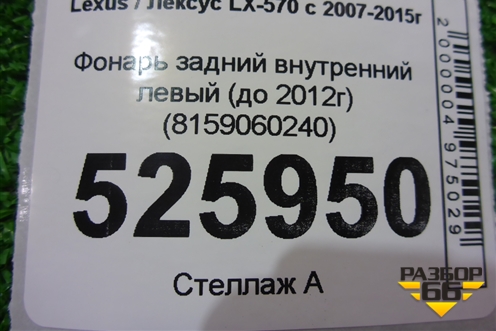 Lexus / Лексус LX-570 с 2007-2015г
Фонарь задний внутренний
левый (до 2012г)
(8159060240)
525950
Стеллаж А
2000004975029
РАЗБОР
66